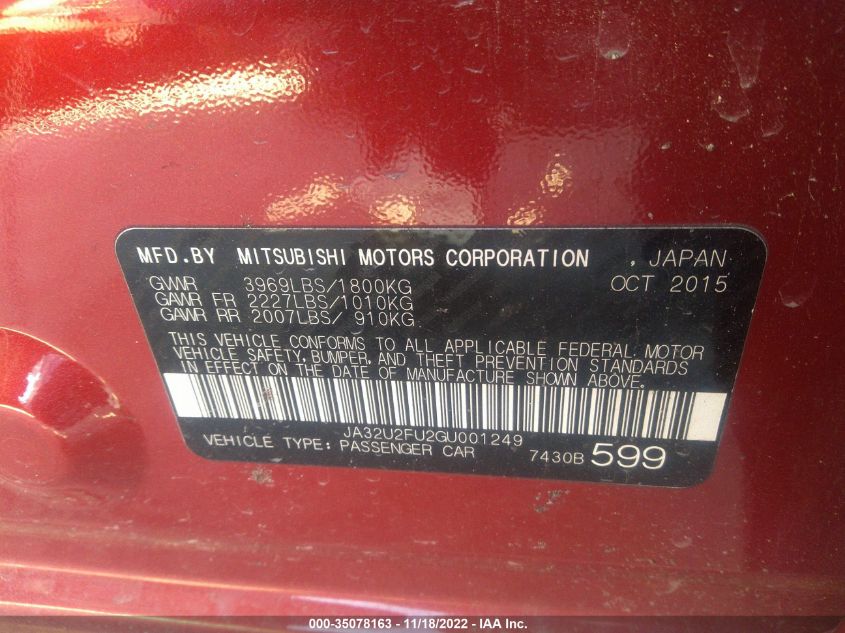 MFD.BY MITSUBISHI MOTORS CORPORATION , JAPAN
GVWR 3969LBS/1800KG OCT 2015
GAWR FR 2227LBS/1010KG
GAWR RR 2007LBS/ 910KG
THIS VEHICLE CONFORMS TO ALL APPLICABLE FEDERAL MOTOR
VEHICLE SAFETY, BUMPER, AND THEFT PREVENTION STANDARDS
IN EFFECT ON THE DATE OF MANUFACTURE SHOWN ABOVE.
JA32U2FU2GU001249
VEHICLE TYPE: PASSENGER CAR 7430B 599
000-35078163 - 11/18/2022 - IAA Inc.